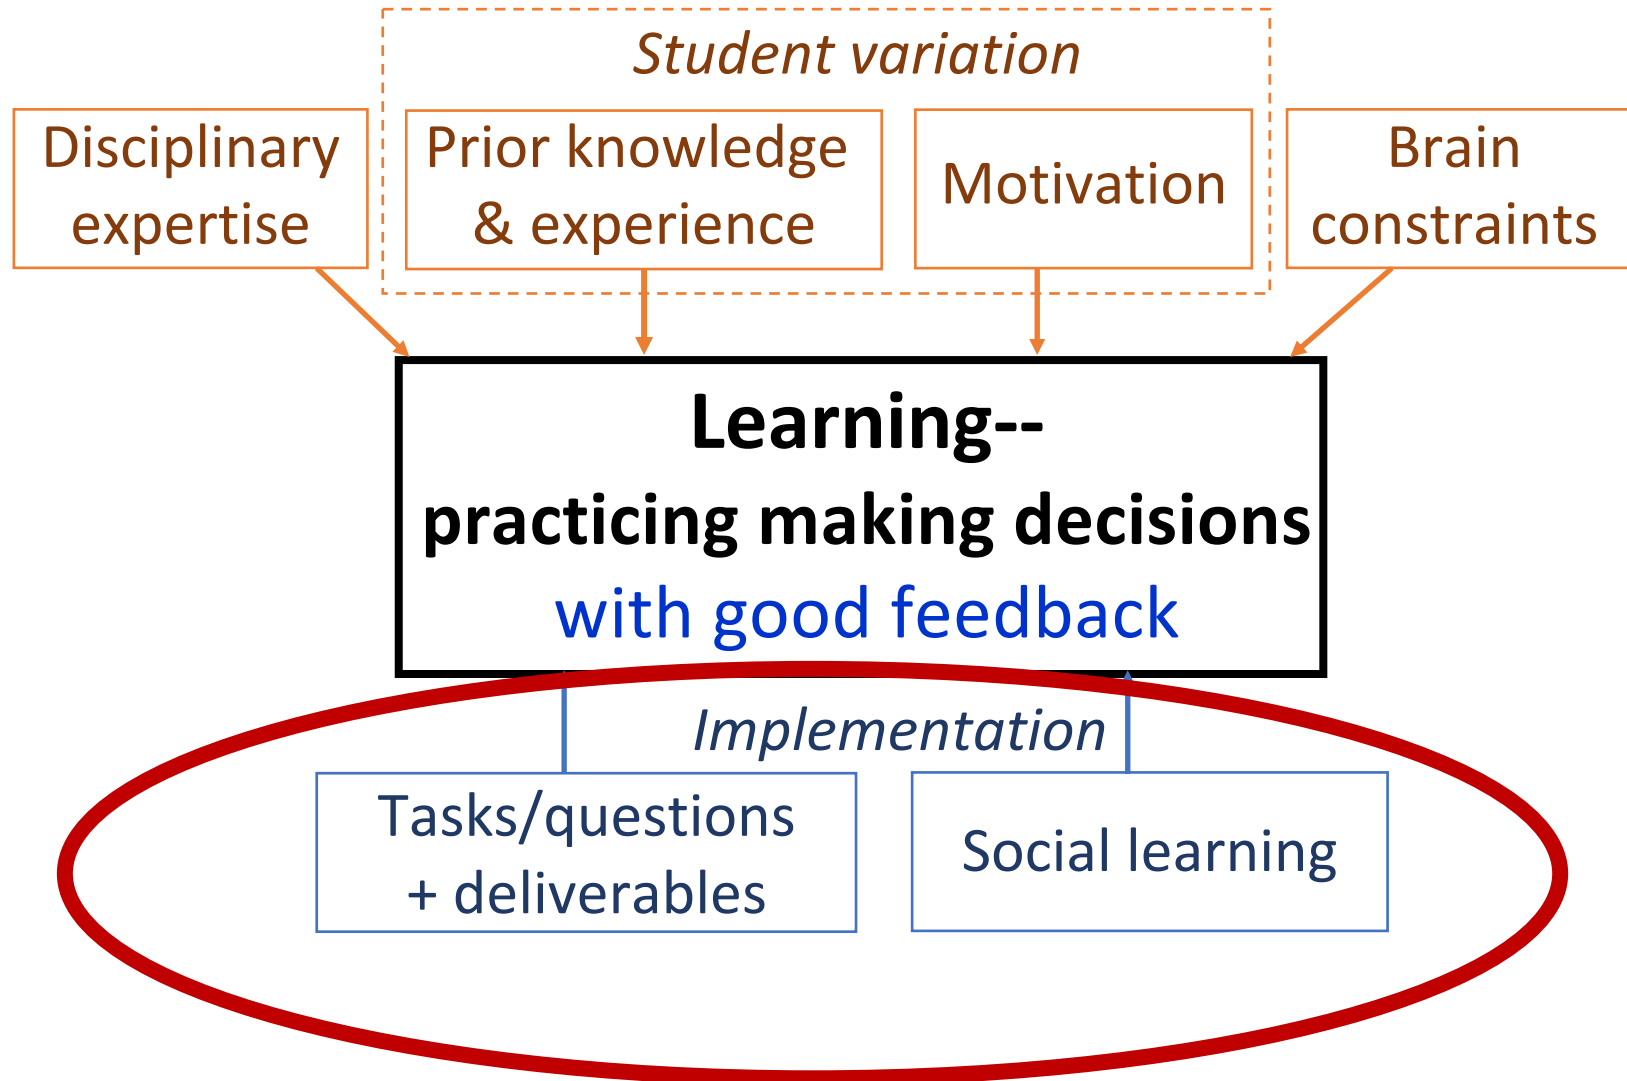 Student variation
Disciplinary
expertise
Prior knowledge
& experience
Motivation
Brain
constraints
Learning--
practicing making decisions
with good feedback
Implementation
Tasks/questions
+ deliverables
Social learning